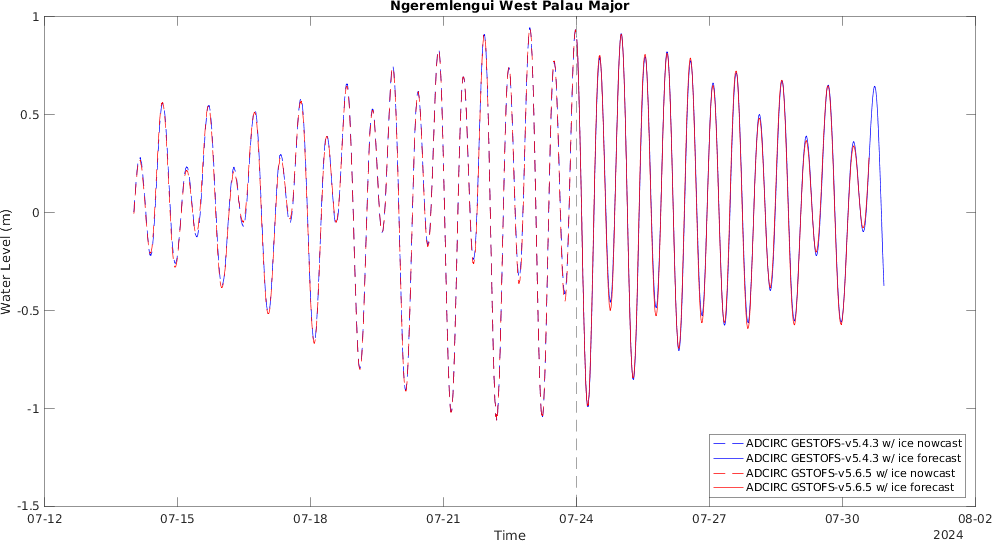 Ngeremlengui West Palau Major
1
0.5
0
-0.5
-1
-1.5
Water Level (m)
07-12
07-15
07-18
07-21
07-24
07-27
07-30
08-02
Time
2024
ADCIRC GESTOFS-v5.4.3 w/ ice nowcast
ADCIRC GESTOFS-v5.4.3 w/ ice forecast
ADCIRC GSTOFS-v5.6.5 w/ ice nowcast
ADCIRC GSTOFS-v5.6.5 w/ ice forecast